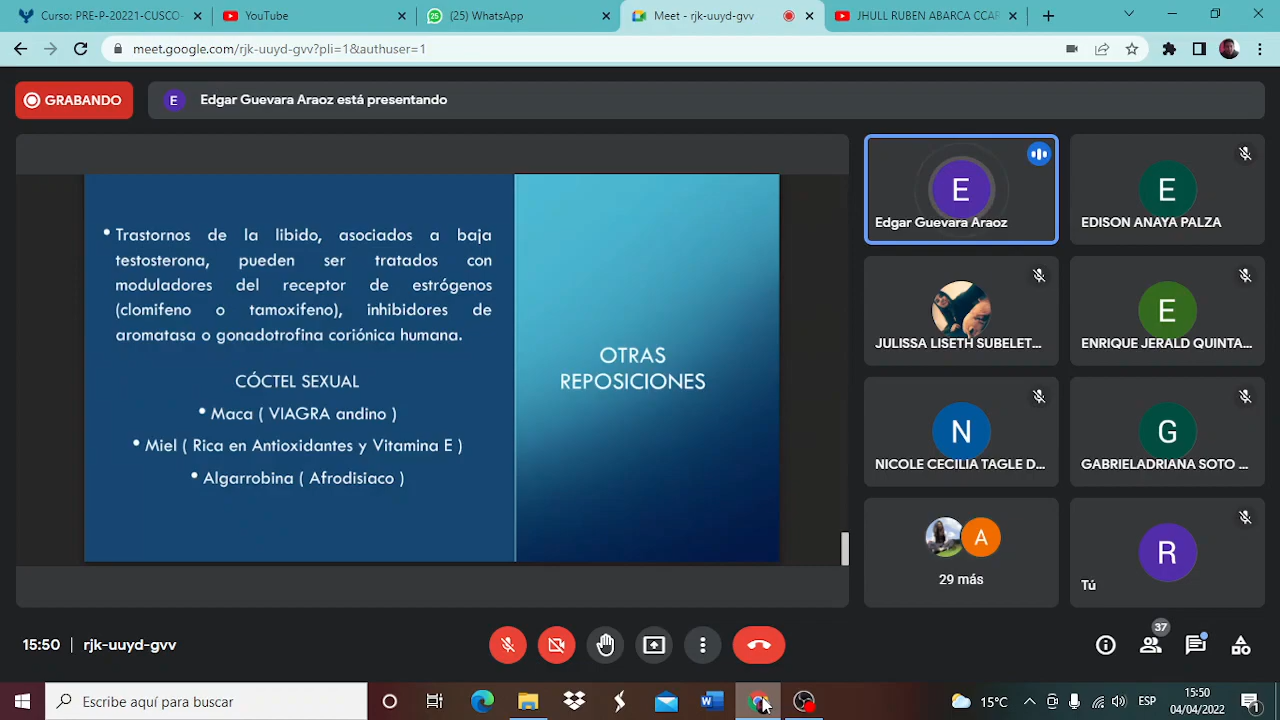 Curso: PRE-P-20221-CUSCO-
YouTube
(25) WhatsApp
Meet - rjk-uuyd-gvv
JHULL RUBEN ABARCA CCAR
meet.google.com/rjk-uuyd-gvv?pli=1&authuser=1
GRABANDO
E
Edgar Guevara Araoz está presentando
• Trastornos de la libido, asociados a baja
testosterona, pueden ser tratados con
moduladores del receptor de estrógenos
(clomifeno o tamoxifeno), inhibidores de
aromatasa o gonadotrofina coriónica humana.
CÓCTEL SEXUAL
• Maca ( VIAGRA andino )
• Miel ( Rica en Antioxidantes y Vitamina E )
• Algarrobina ( Afrodisiaco )
OTRAS
REPOSICIONES
E
Edgar Guevara Araoz
E
EDISON ANAYA PALZA
JULISSA LISETH SUBELET...
E
ENRIQUE JERALD QUINTA...
N
NICOLE CECILIA TAGLE D...
G
GABRIELADRIANA SOTO ...
A
29 más
R
Tú
15:50 | rjk-uuyd-gvv
37
Escribe aquí para buscar
15°C
ESP
15:50
04/04/2022